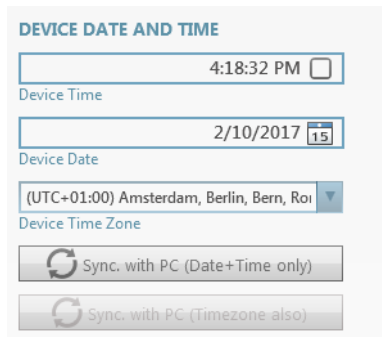 DEVICE DATE AND TIME
4:18:32 PM
Device Time
2/10/2017 15
Device Date
(UTC+01:00) Amsterdam, Berlin, Bern, Ro
Device Time Zone
Sync. with PC (Date+Time only)
Sync. with PC (Timezone also)